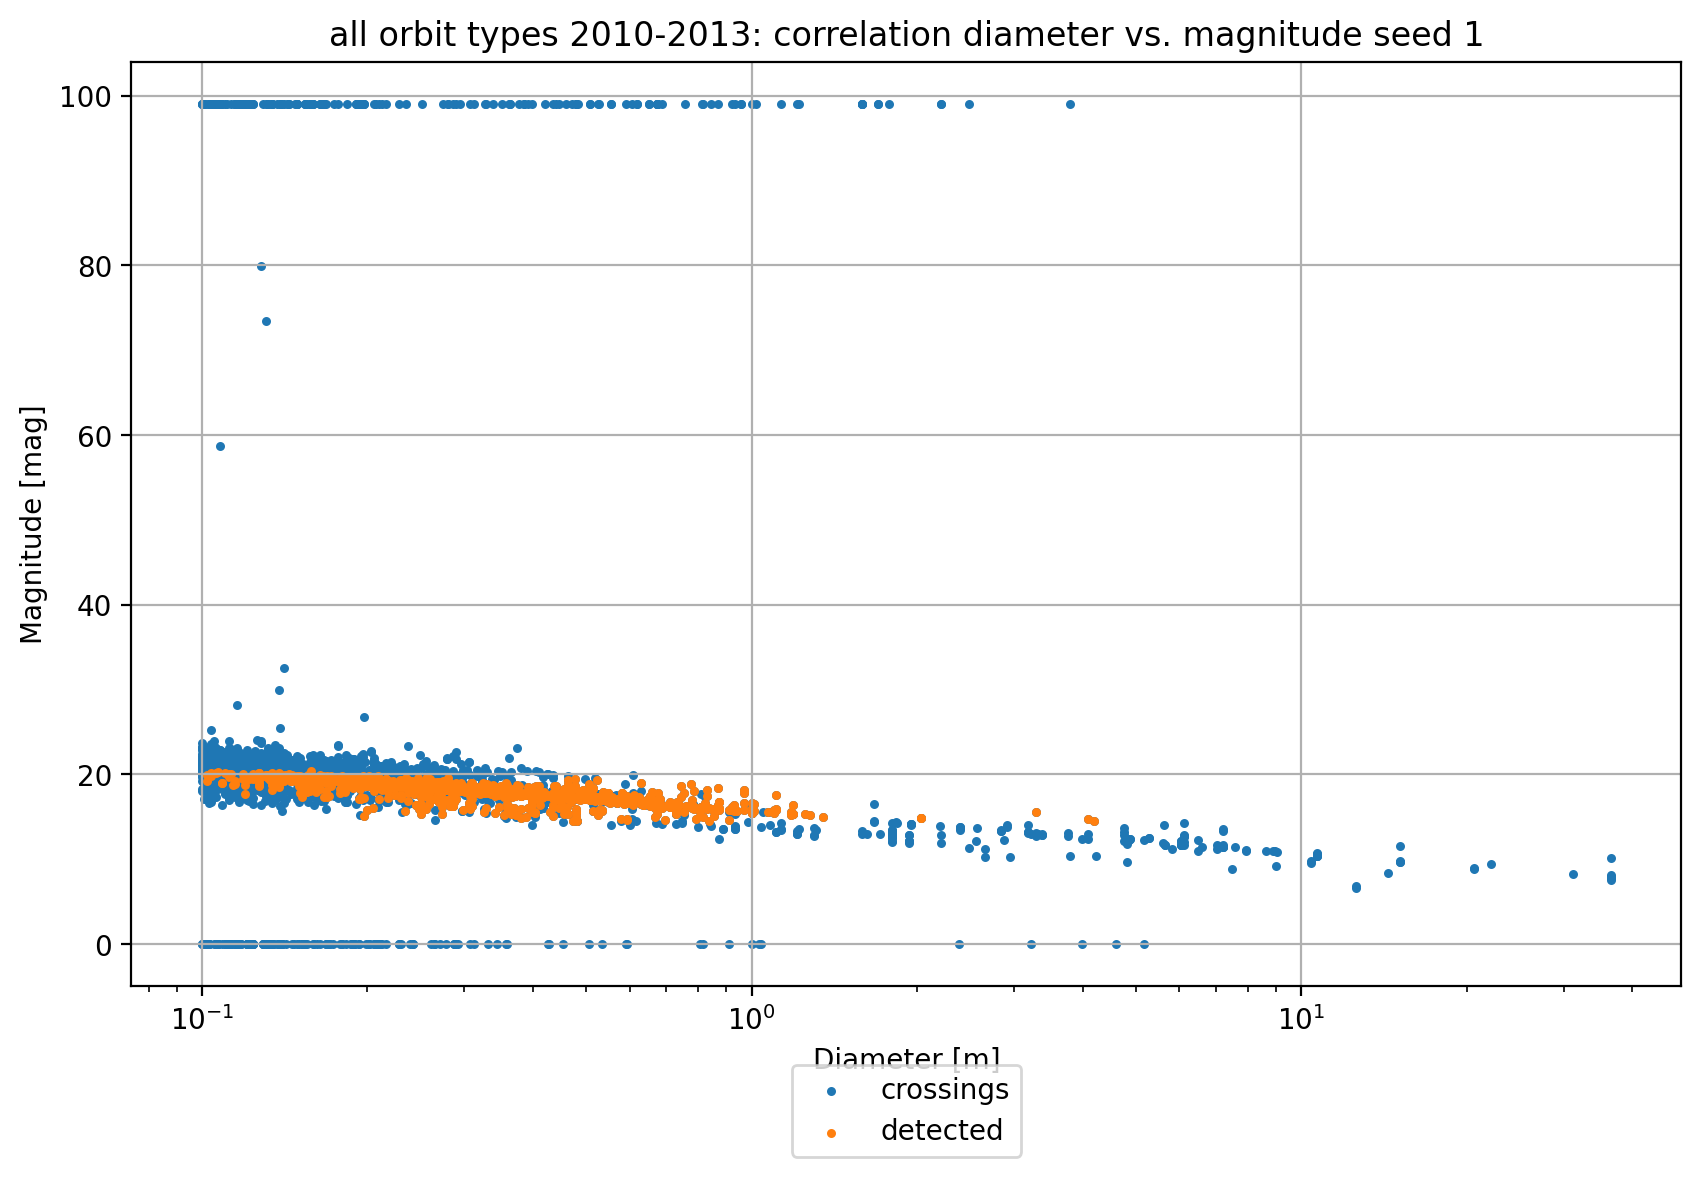 all orbit types 2010-2013: correlation diameter vs. magnitude seed 1
Magnitude [mag]
100
80
60
40
20
0
10⁻¹
10⁰
10¹
Diameter [m]
crossings
detected